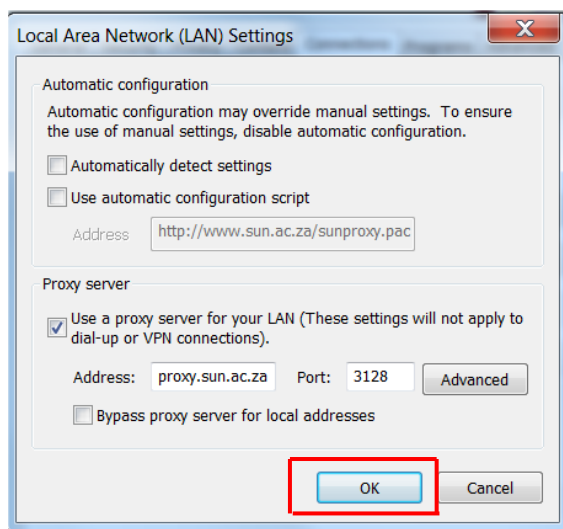 Local Area Network (LAN) Settings
X
Connections Programs
Automatic configuration
Automatic configuration may override manual settings. To ensure
the use of manual settings, disable automatic configuration.
Automatically detect settings
Use automatic configuration script
Address http://www.sun.ac.za/sunproxy.pac
Proxy server
Use a proxy server for your LAN (These settings will not apply to
dial-up or VPN connections).
Address: proxy.sun.ac.za Port: 3128 Advanced
Bypass proxy server for local addresses
OK Cancel